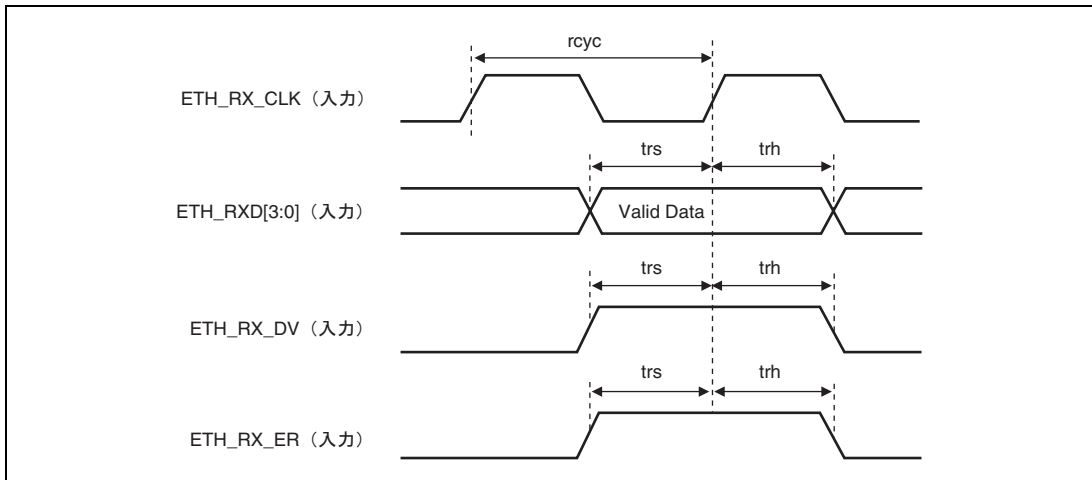 rcyc
ETH_RX_CLK（入力）
trs
trh
ETH_RXD[3:0]（入力）
Valid Data
trs
trh
ETH_RX_DV（入力）
trs
trh
ETH_RX_ER（入力）